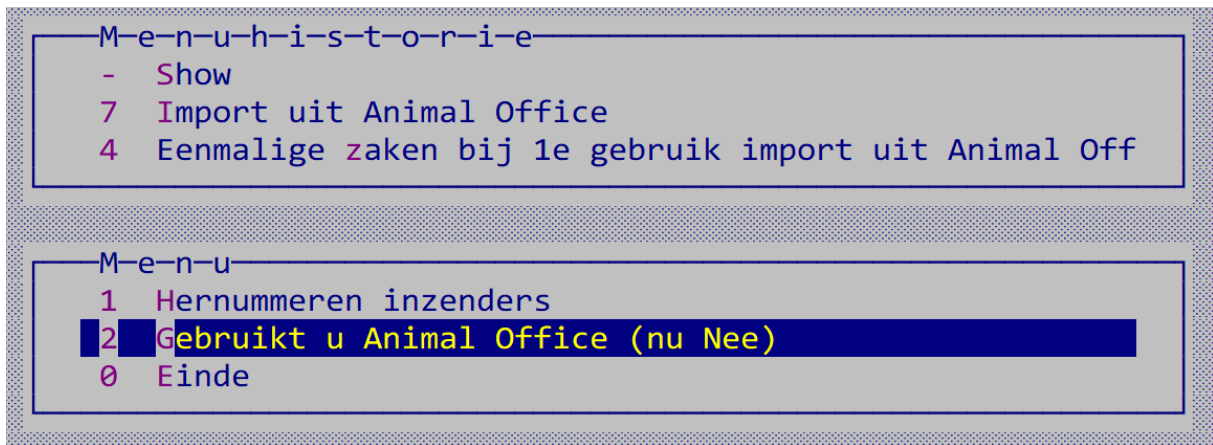 M-e-n-u-h-i-s-t-o-r-i-e
- Show
7 Import uit Animal Office
4 Eenmalige zaken bij 1e gebruik import uit Animal Off
M-e-n-u
1 Hernummeren inzenders
2 Gebruikt u Animal Office (nu Nee)
0 Einde